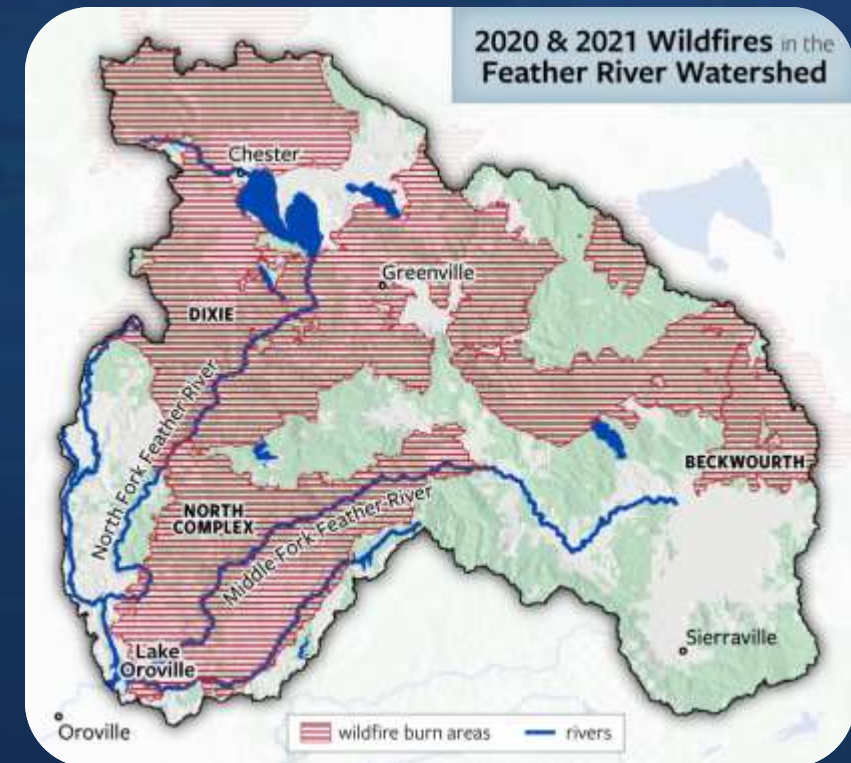 2020 & 2021 Wildfires in the
Feather River Watershed
Chester
Greenville
DIXIE
North Fork Feather River
BECKWOURTH
NORTH
COMPLEX
Middle Fork Feather River
Sierraville
Lake
Oroville
Oroville
wildfire burn areas
rivers